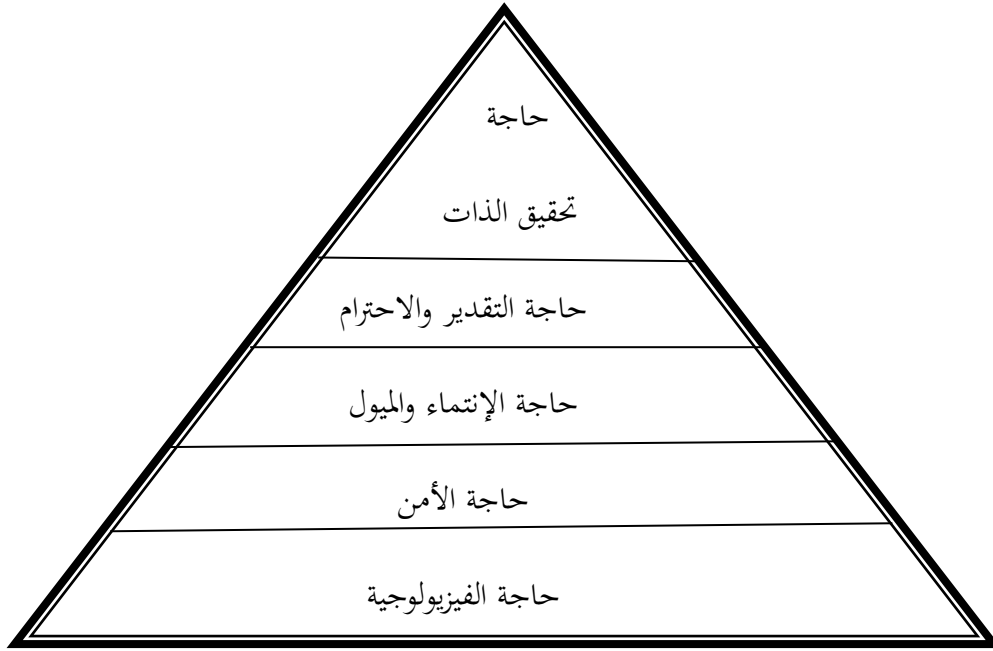 حاجة
تحقيق الذات
حاجة التقدير والاحترام
حاجة الإنتماء والميول
حاجة الأمن
حاجة الفيزيولوجية